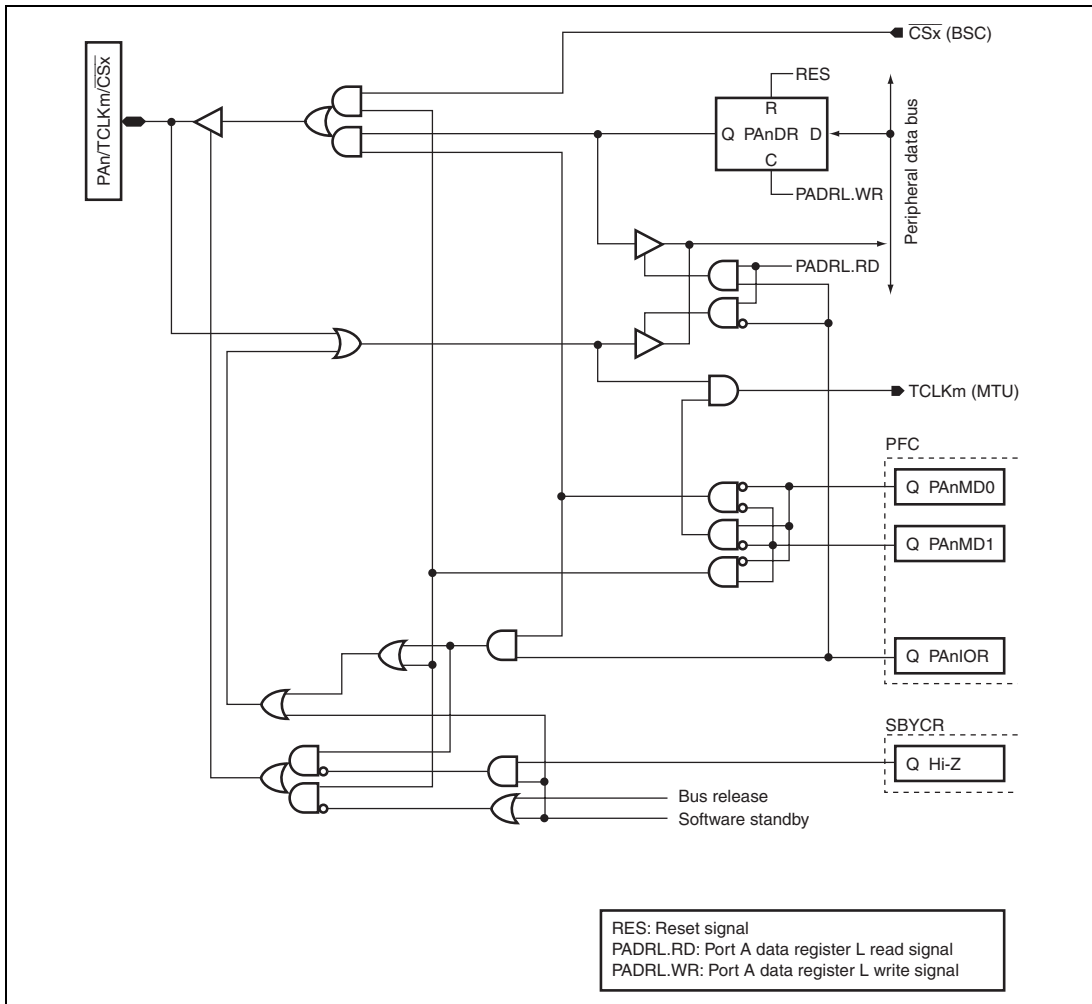 PAn/TCLKm/C̅S̅x̅
C̅S̅x̅ (BSC)
RES
R
Q PAnDR D
C
PADRL.WR
Peripheral data bus
PADRL.RD
TCLKm (MTU)
PFC
Q PAnMD0
Q PAnMD1
Q PAnIOR
SBYCR
Q Hi-Z
Bus release
Software standby
RES: Reset signal
PADRL.RD: Port A data register L read signal
PADRL.WR: Port A data register L write signal